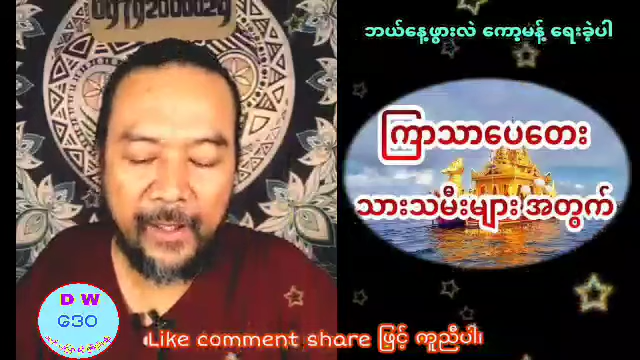 09792000029
ဘယ်နေ့ဖွားလဲ ကော့မန့် ရေးခဲ့ပါ
ကြာသာပေတေး
သားသမီးများ အတွက်
D W
Like comment share ဖြင့် ကူညီပါ၊